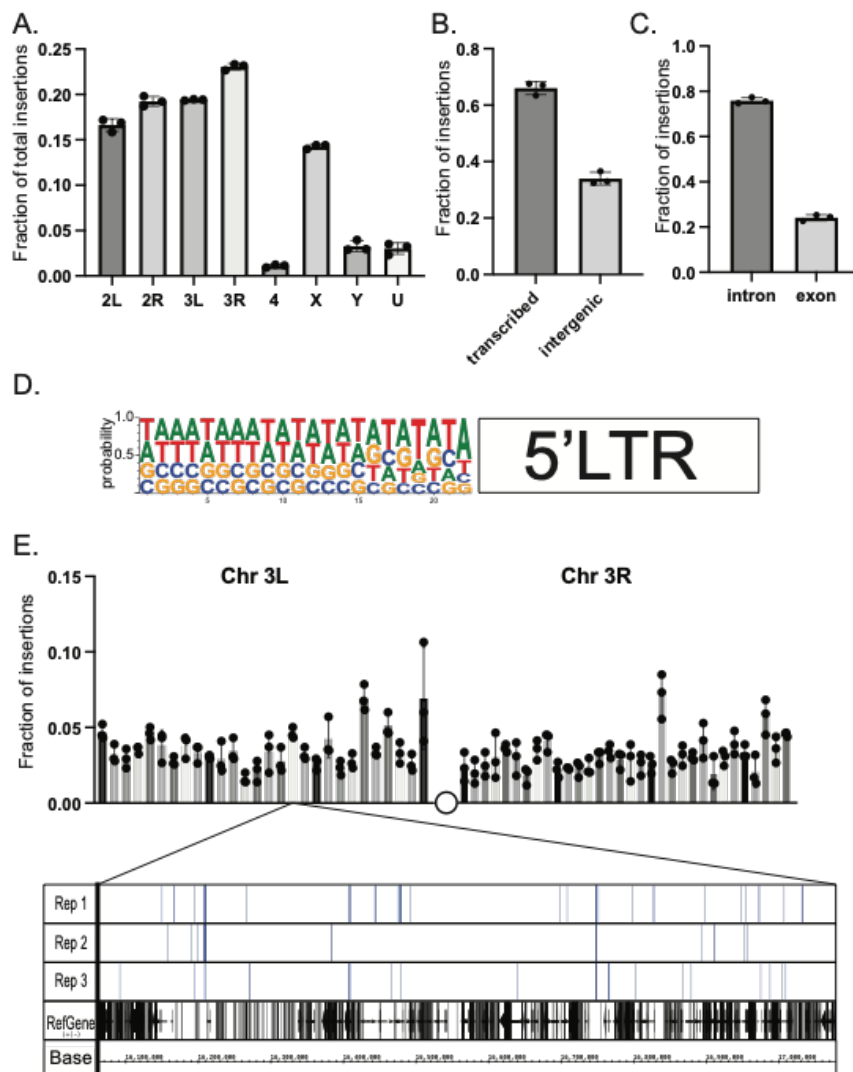 A.
B.
C.
Fraction of total insertions
0.25
0.20
0.15
0.10
0.05
0.00
2L 2R 3L 3R 4 X Y U
Fraction of insertions
0.8
0.6
0.4
0.2
0.0
transcribed intergenic
Fraction of insertions
1.0
0.8
0.6
0.4
0.2
0.0
intron exon
D.
probability
1.0
0.5
TAAATAAATATATATGTATATA
5 10 15 20
5'LTR
E.
Chr 3L Chr 3R
Fraction of insertions
0.15
0.10
0.05
0.00
Rep 1
Rep 2
Rep 3
RefGene
Base